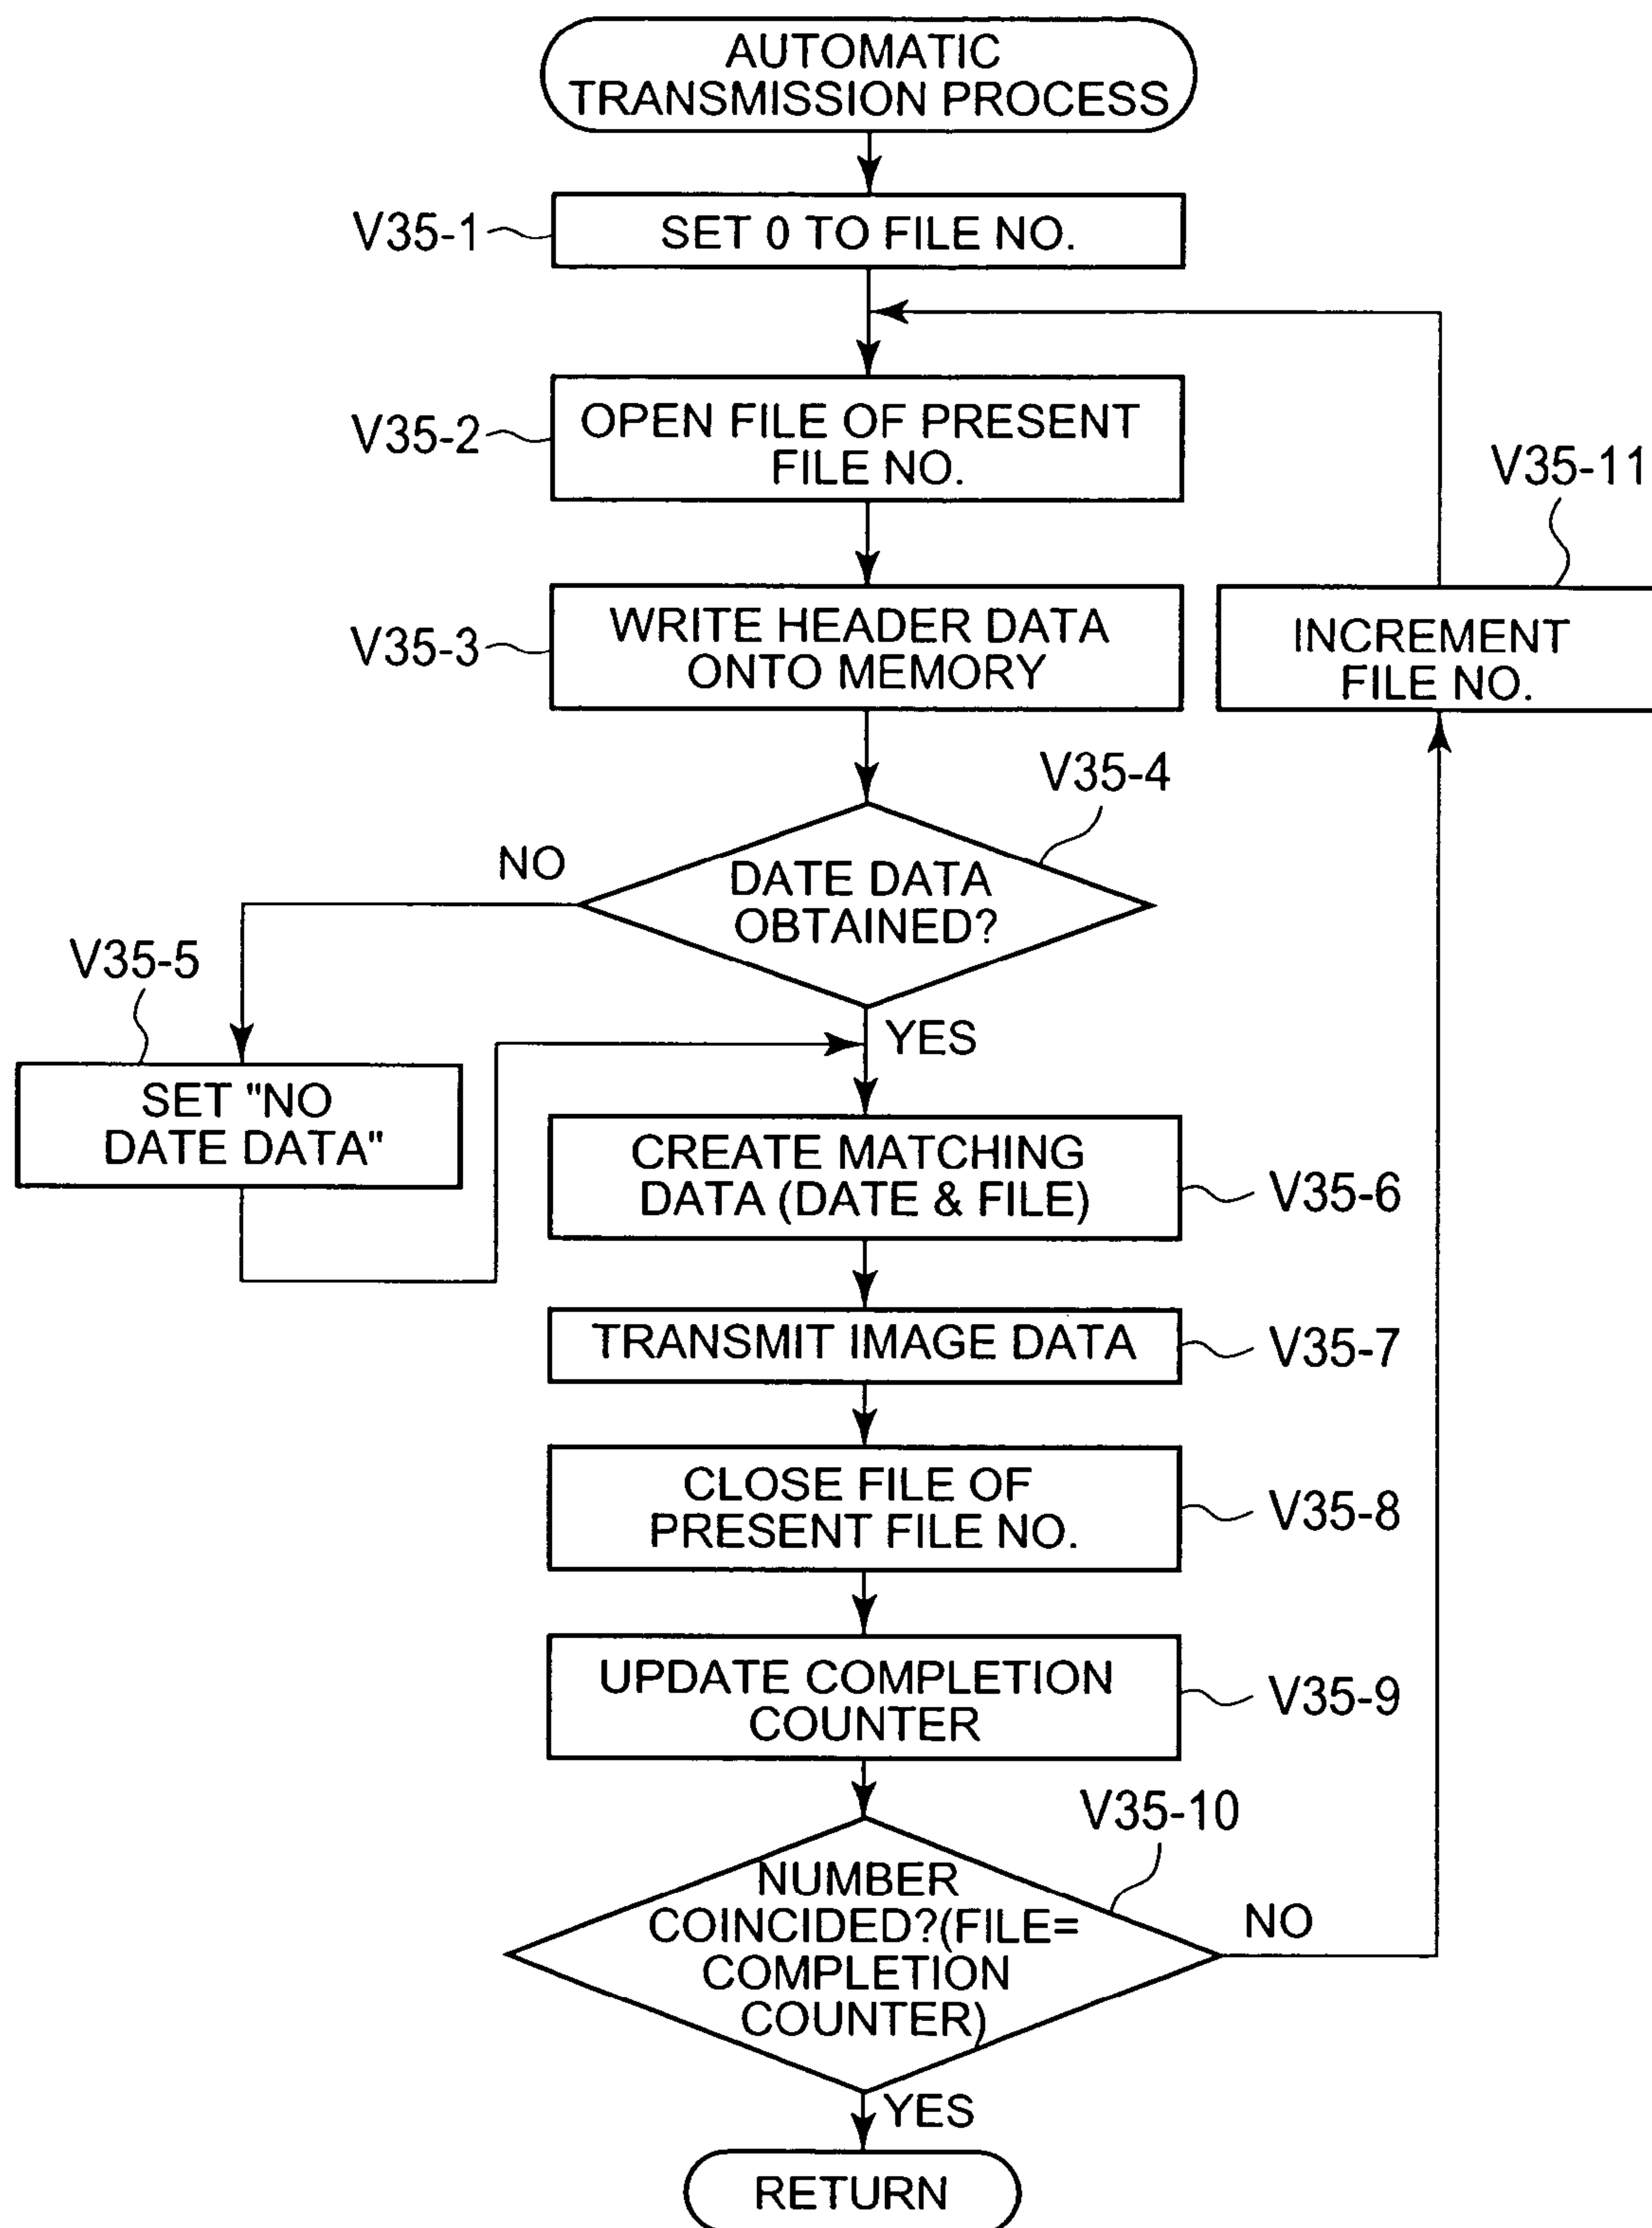 AUTOMATIC
TRANSMISSION PROCESS
V35-1
SET 0 TO FILE NO.
V35-2
OPEN FILE OF PRESENT
FILE NO.
V35-11
V35-3
WRITE HEADER DATA
ONTO MEMORY
INCREMENT
FILE NO.
V35-4
NO
DATE DATA
OBTAINED?
V35-5
YES
SET "NO
DATE DATA"
CREATE MATCHING
DATA (DATE & FILE)
V35-6
TRANSMIT IMAGE DATA
V35-7
CLOSE FILE OF
PRESENT FILE NO.
V35-8
UPDATE COMPLETION
COUNTER
V35-9
V35-10
NUMBER
COINCIDED?(FILE=
COMPLETION
COUNTER)
NO
YES
RETURN